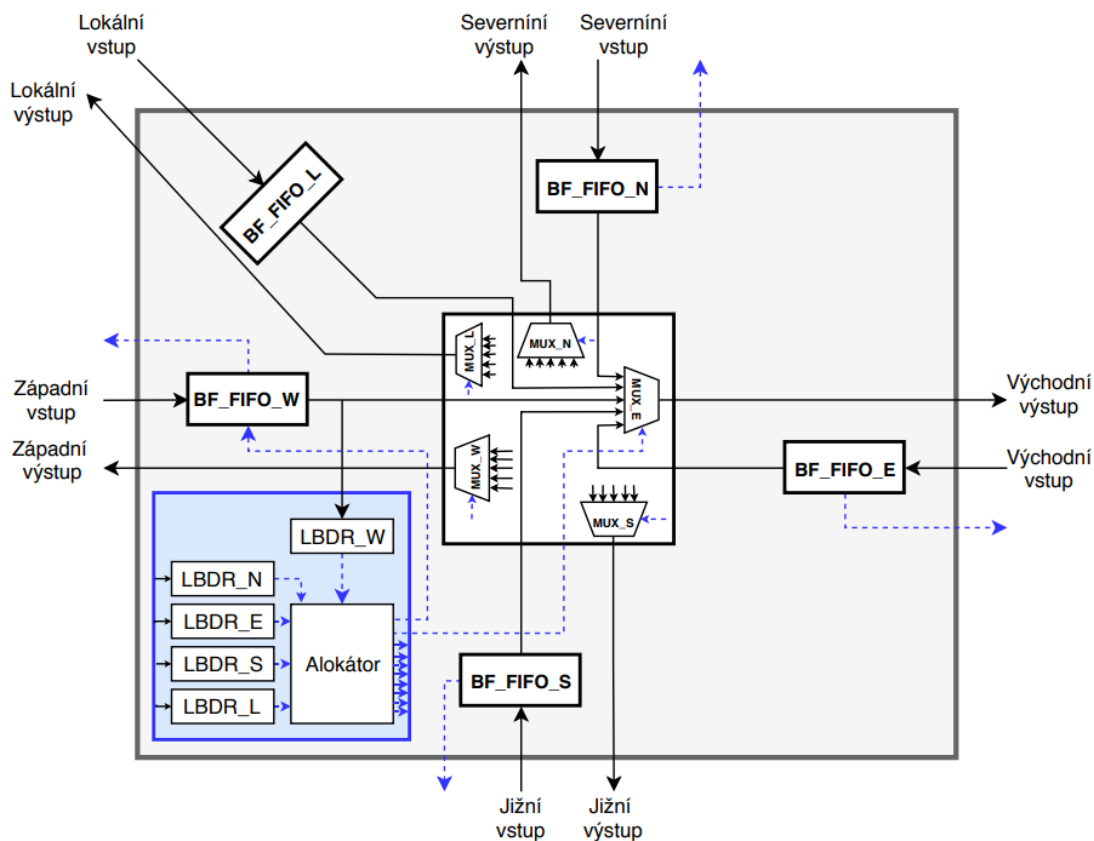 Lokální
vstup
Severníní
výstup
Severníní
vstup
Lokální
výstup
BF_FIFO_L
BF_FIFO_N
MUX_L
MUX_N
MUX_E
Západní
vstup
BF_FIFO_W
Východní
výstup
Západní
výstup
MUX_W
BF_FIFO_E
Východní
vstup
MUX_S
LBDR_W
LBDR_N
LBDR_E
LBDR_S
LBDR_L
Alokátor
BF_FIFO_S
Jižní
vstup
Jižní
výstup